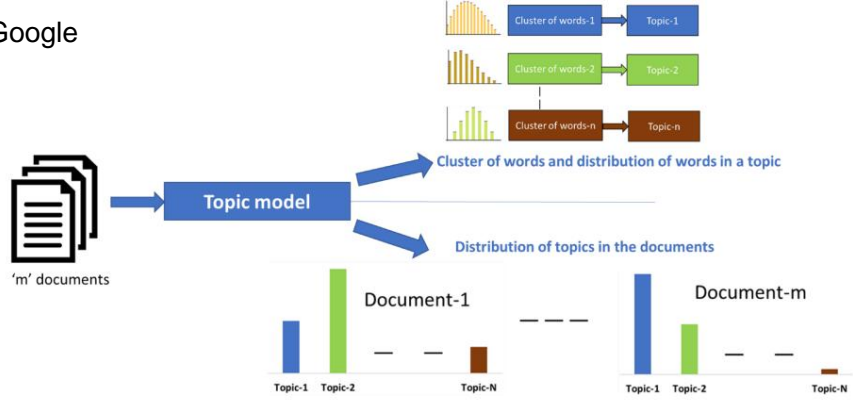 Google
Cluster of words-1
Topic-1
Cluster of words-2
Topic-2
Cluster of words-n
Topic-n
Cluster of words and distribution of words in a topic
Topic model
'm' documents
Distribution of topics in the documents
Document-1
Document-m
Topic-1 Topic-2 Topic-N
Topic-1 Topic-2 Topic-N